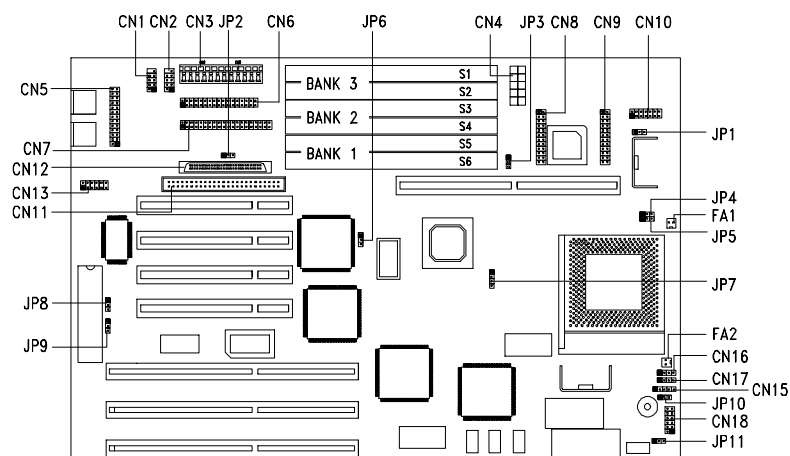 CN1 CN2 CN3 JP2 CN6 JP6 CN4 JP3 CN8 CN9 CN10
CN5
BANK 3 S1
S2
BANK 2 S3
S4
BANK 1 S5
S6
CN7
CN12
CN13
CN11
JP1
JP4
FA1
JP5
JP7
JP8
JP9
FA2
CN16
CN17
CN15
JP10
CN18
JP11